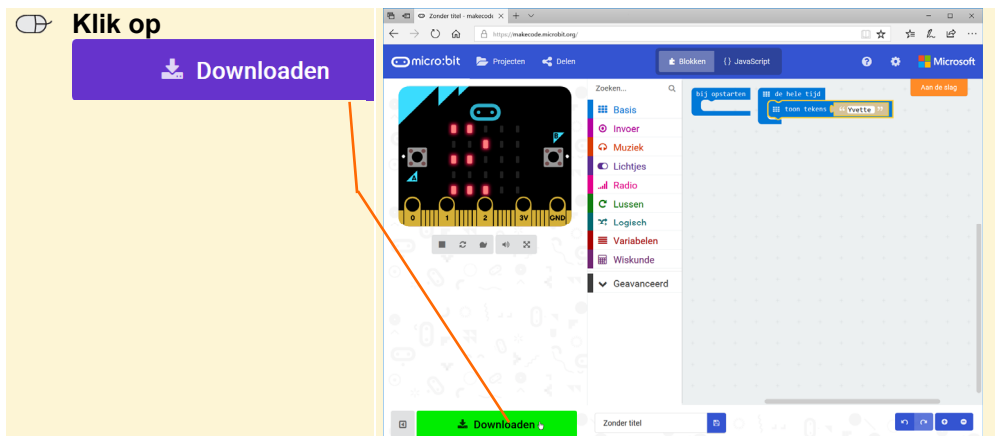 Klik op
Downloaden
Zonder titel - makecode
https://makecode.microbit.org/
micro:bit Projecten Delen Blokken {} JavaScript Microsoft
Zoeken...
Aan de slag
Basis
Invoer
Muziek
Lichtjes
Radio
Lussen
Logisch
Variabelen
Wiskunde
Geavanceerd
bij opstarten
de hele tijd
toon tekens " Yvette "
A
B
0 1 2 3V GND
Downloaden
Zonder titel